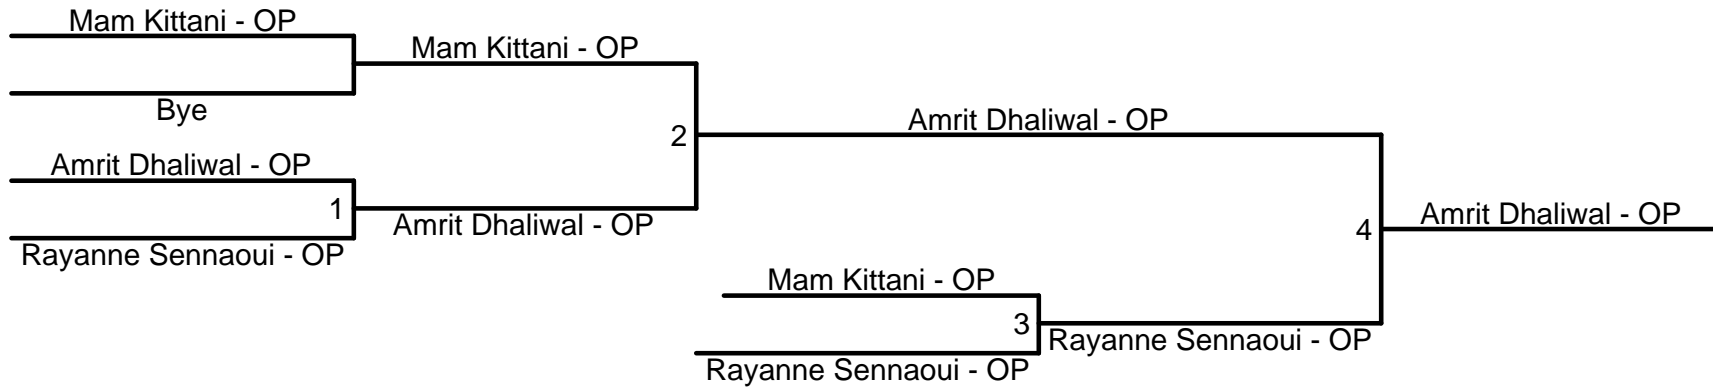 Mam Kittani - OP
Mam Kittani - OP
Bye
2
Amrit Dhaliwal - OP
Amrit Dhaliwal - OP
1
Amrit Dhaliwal - OP
Rayanne Sennaoui - OP
4
Amrit Dhaliwal - OP
Mam Kittani - OP
3
Rayanne Sennaoui - OP
Rayanne Sennaoui - OP